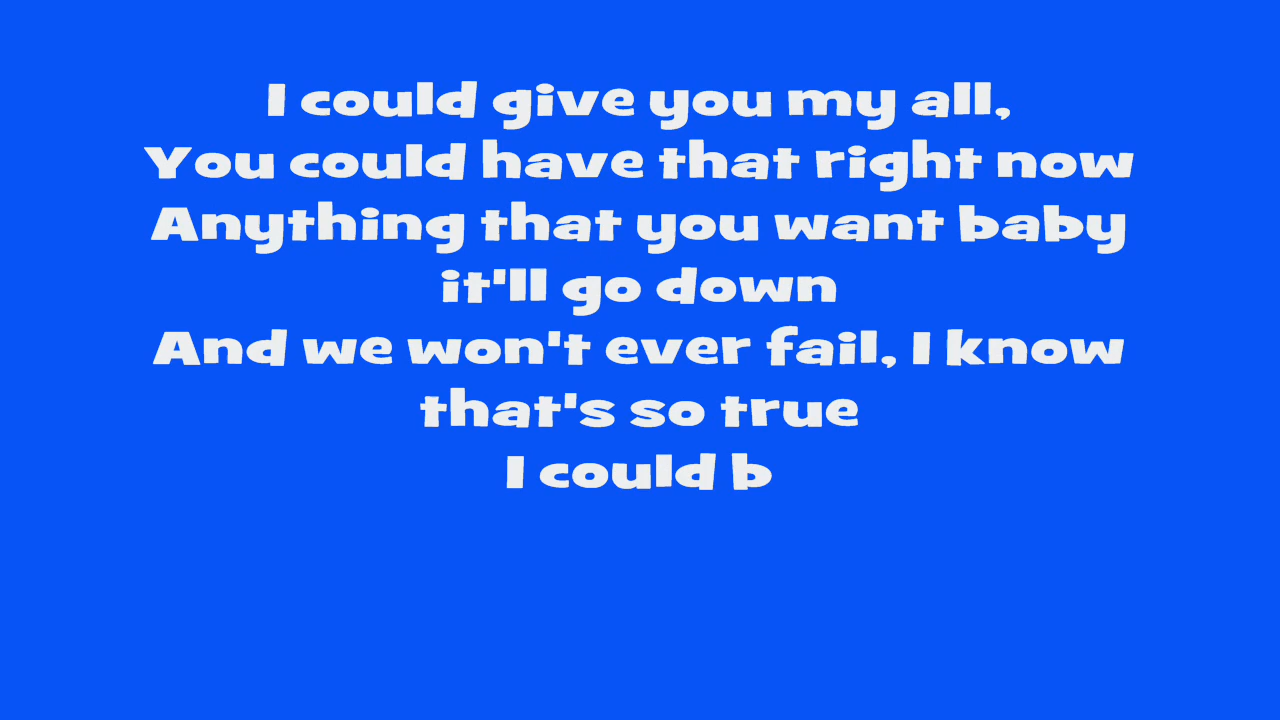 I could give you my all,
You could have that right now
Anything that you want baby
it'll go down
And we won't ever fail, I know
that's so true
I could b